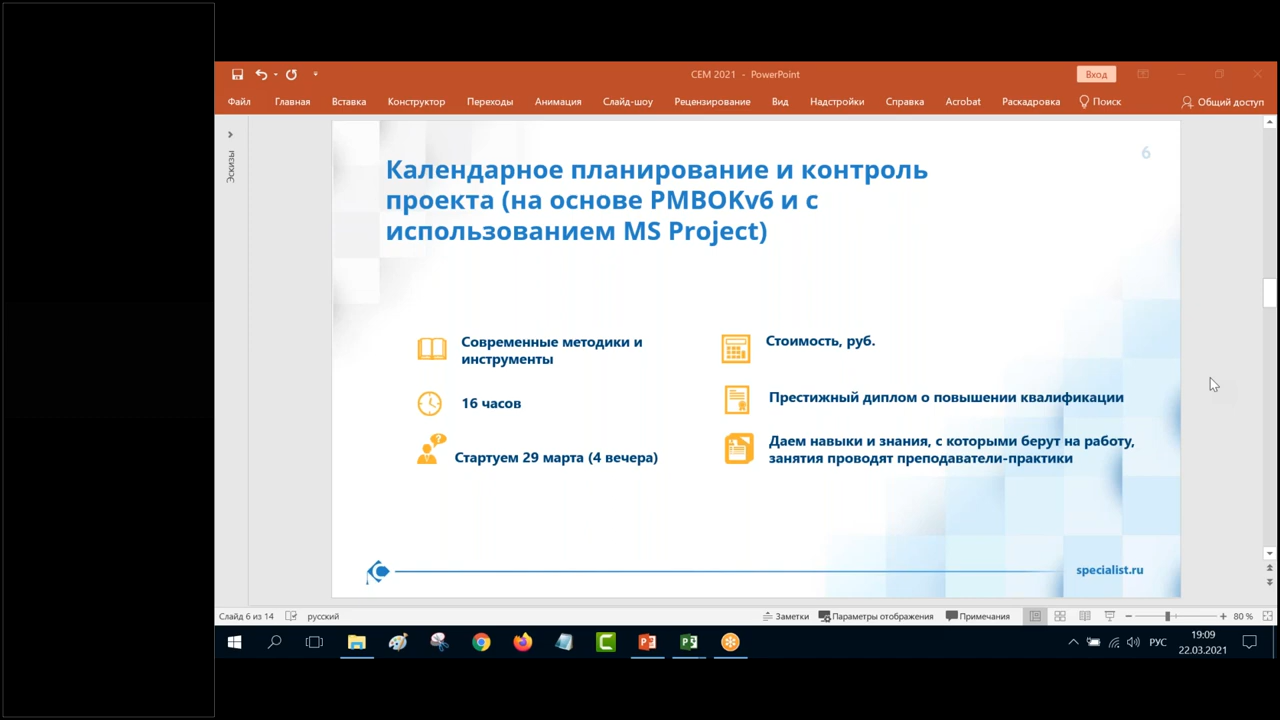 CEM 2021 - PowerPoint
Вход
Файл Главная Вставка Конструктор Переходы Анимация Слайд-шоу Рецензирование Вид Надстройки Справка Acrobat Раскадровка Поиск Общий доступ
Эскизы
6
Календарное планирование и контроль
проекта (на основе PMBOKv6 и с
использованием MS Project)
Современные методики и
инструменты
16 часов
Стартуем 29 марта (4 вечера)
Стоимость, руб.
Престижный диплом о повышении квалификации
Даем навыки и знания, с которыми берут на работу,
занятия проводят преподаватели-практики
specialist.ru
Слайд 6 из 14 русский Заметки Параметры отображения Примечания 80 %
РУС
19:09
22.03.2021